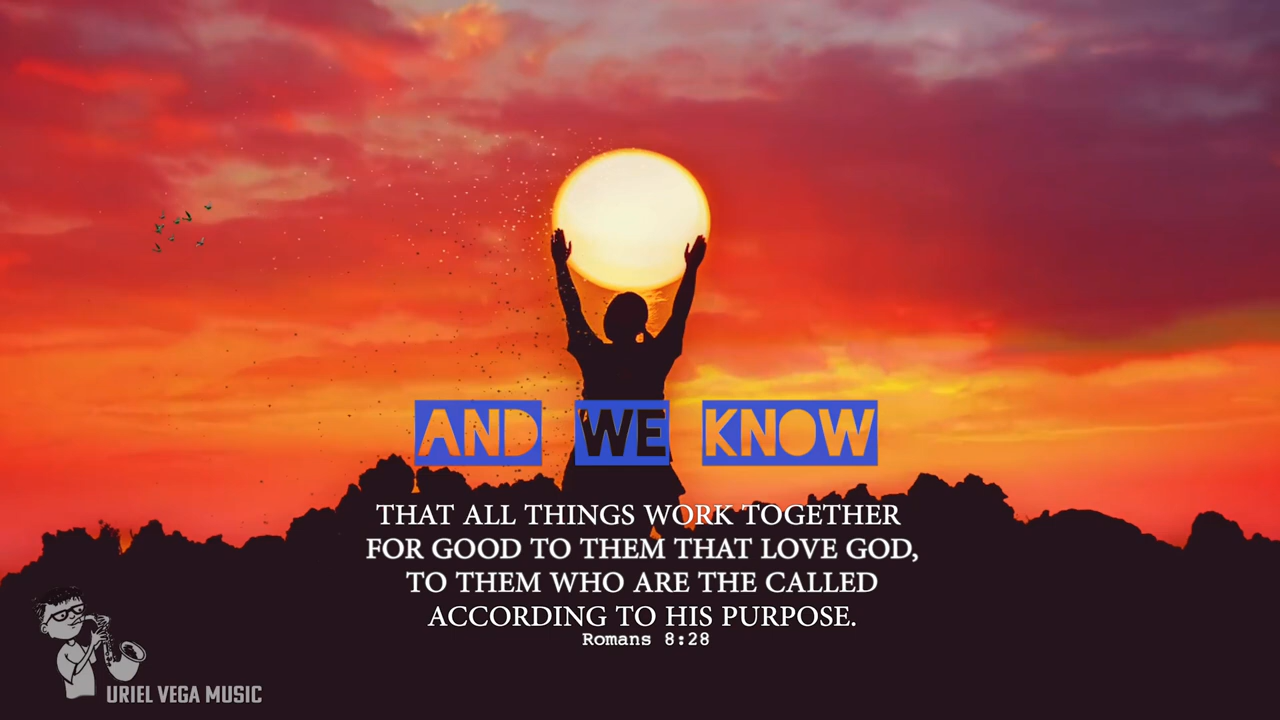 AND WE KNOW
THAT ALL THINGS WORK TOGETHER
FOR GOOD TO THEM THAT LOVE GOD,
TO THEM WHO ARE THE CALLED
ACCORDING TO HIS PURPOSE.
Romans 8:28
URIEL VEGA MUSIC